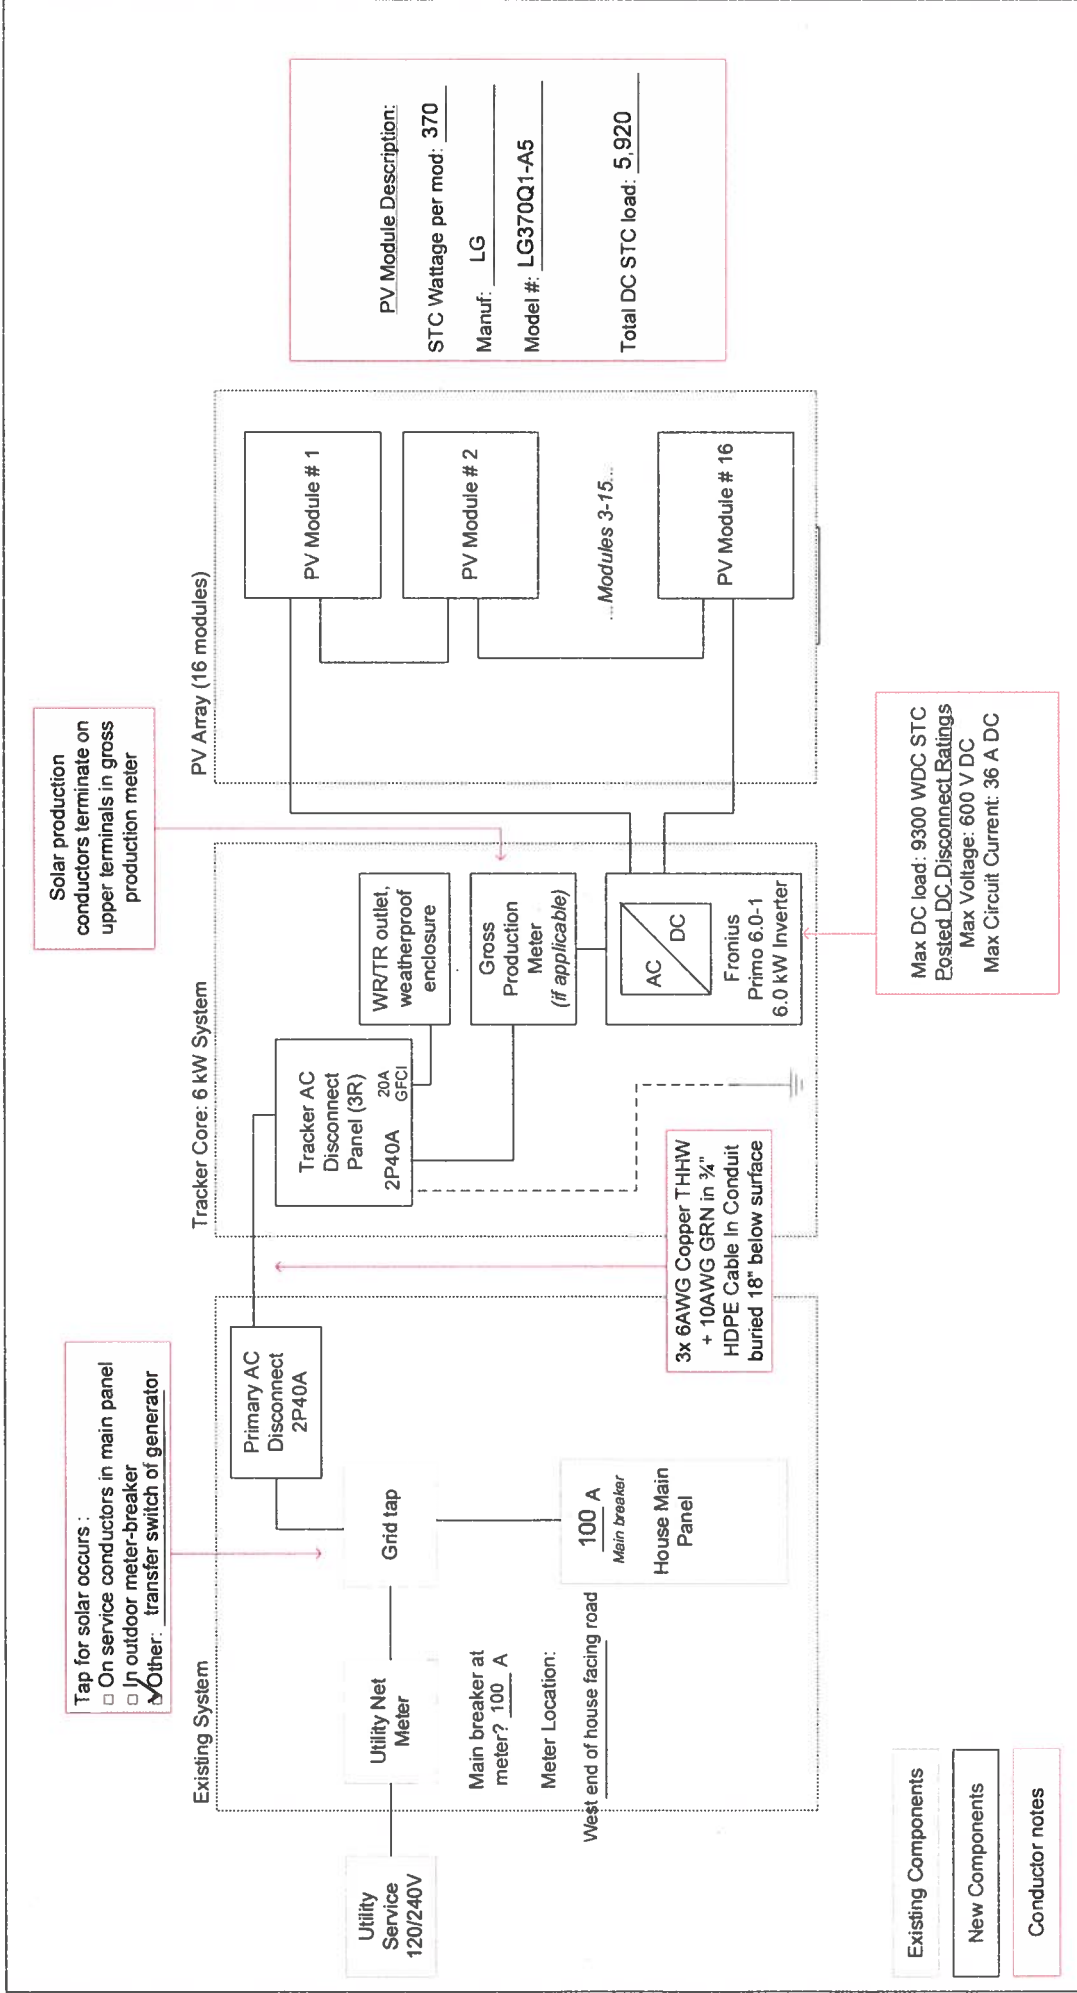 Tap for solar occurs :
□ On service conductors in main panel
□ In outdoor meter-breaker
☑ Other: transfer switch of generator
Solar production
conductors terminate on
upper terminals in gross
production meter
Existing System
Utility
Service
120/240V
Utility Net
Meter
Grid tap
Primary AC
Disconnect
2P40A
Main breaker at
meter? 100 A
Meter Location:
West end of house facing road
100 A
Main breaker
House Main
Panel
Tracker Core: 6 kW System
Tracker AC
Disconnect
Panel (3R)
2P40A
20A
GFCI
WR/TR outlet,
weatherproof
enclosure
Gross
Production
Meter
(if applicable)
AC
DC
Fronius
Primo 6.0-1
6.0 kW Inverter
3x 6AWG Copper THHW
+ 10AWG GRN in ¾"
HDPE Cable In Conduit
buried 18" below surface
PV Array (16 modules)
PV Module # 1
PV Module # 2
...Modules 3-15...
PV Module # 16
Max DC load: 9300 WDC STC
Posted DC Disconnect Ratings
Max Voltage: 600 V DC
Max Circuit Current: 36 A DC
PV Module Description:
STC Wattage per mod: 370
Manuf: LG
Model #: LG370Q1-A5
Total DC STC load: 5,920
Existing Components
New Components
Conductor notes